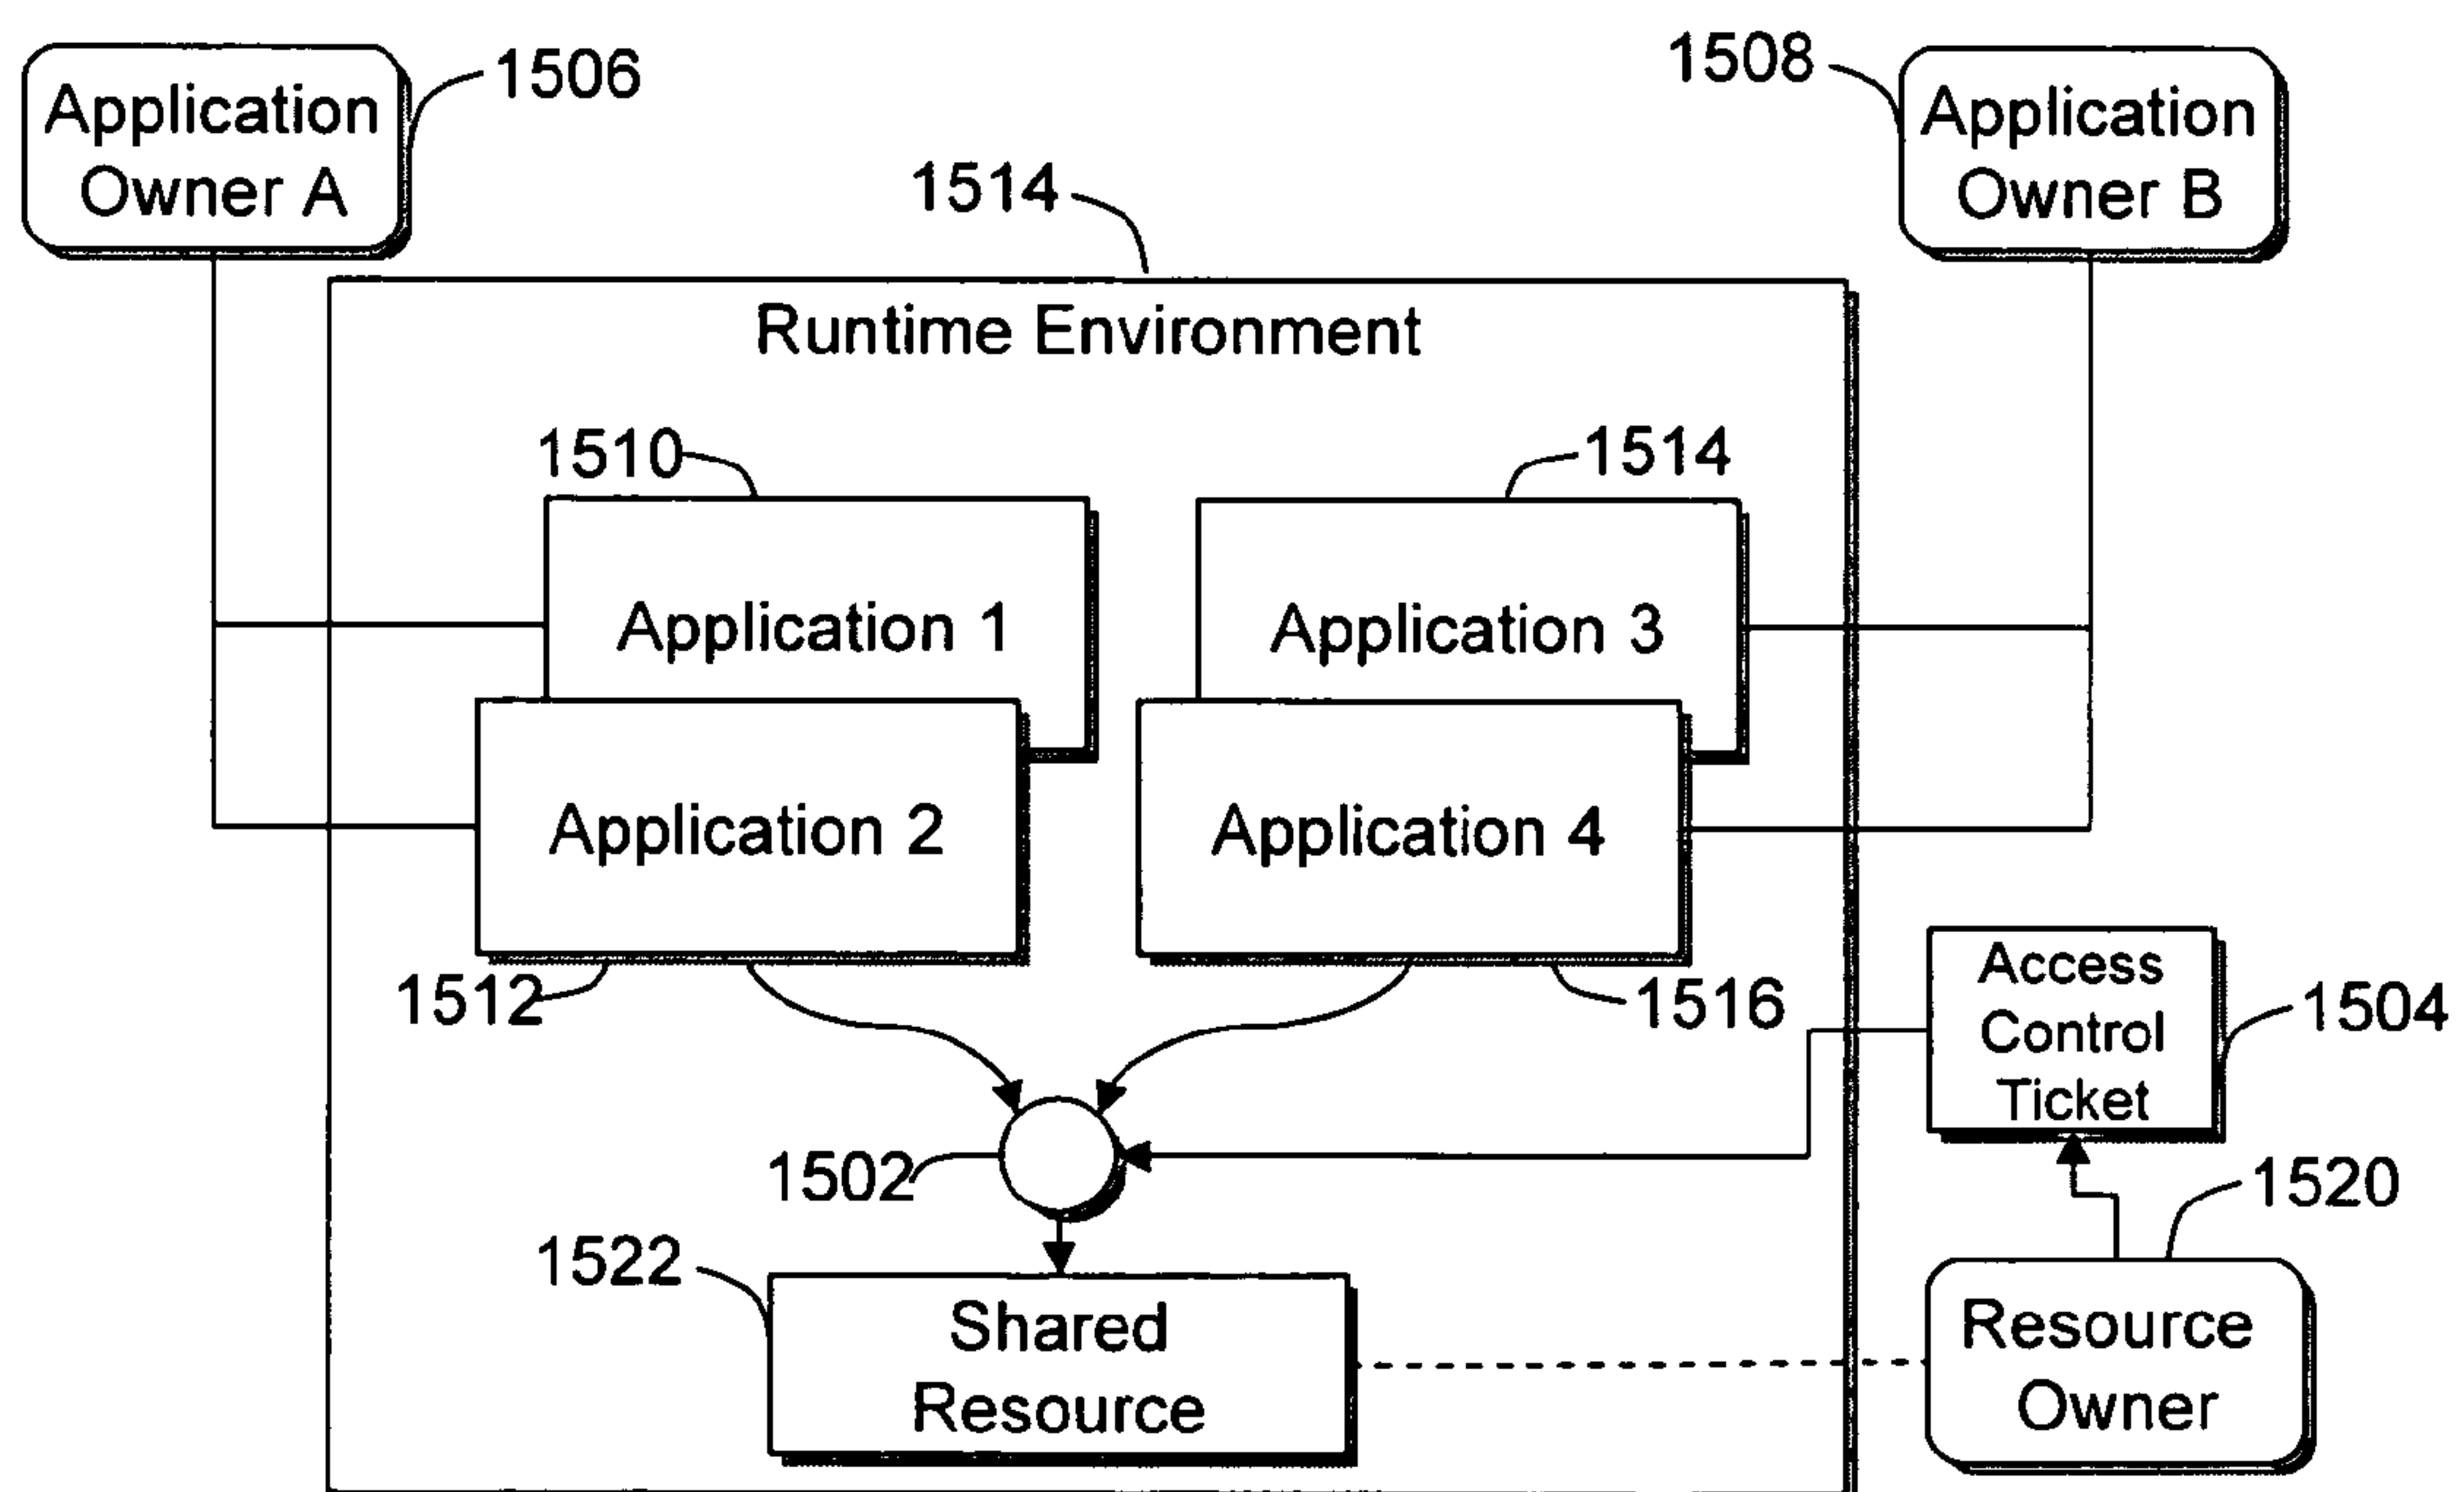 1506
1508
Application
Owner A
Application
Owner B
1514
Runtime Environment
1510
1514
Application 1
Application 3
Application 2
Application 4
1512
1516
Access
Control
Ticket
1504
1502
1520
1522
Shared
Resource
Resource
Owner